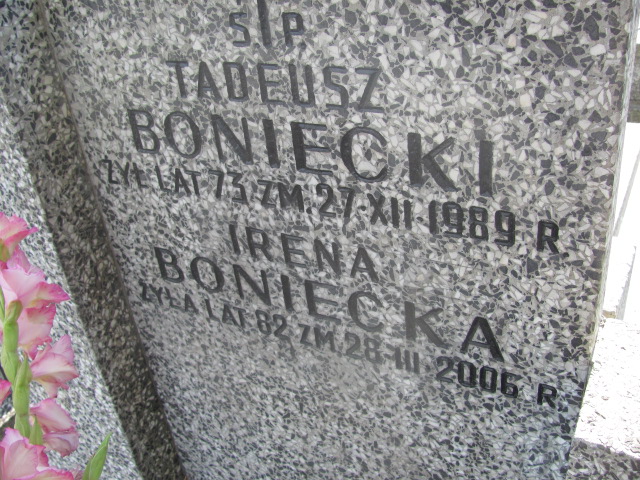 Ś P
TADEUSZ
BONIECKI
ŻYŁ LAT 73 ZM. 27 XII 1989 R.
IRENA
BONIECKA
ŻYŁA LAT 82 ZM. 28 III 2006 R.